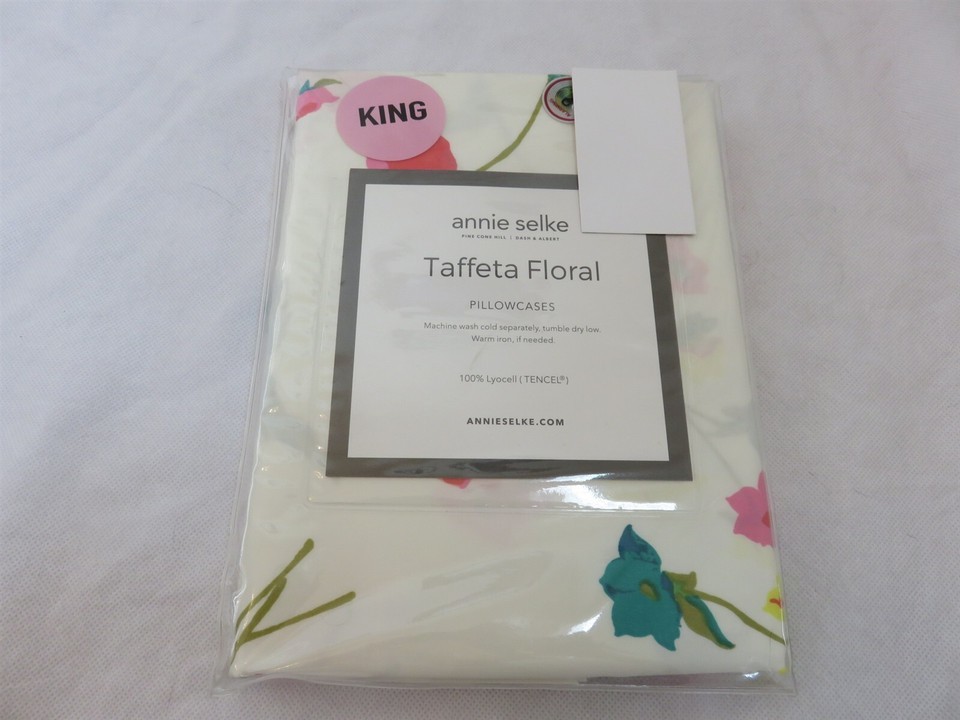 KING
annie selke
PINE CONE HILL | DASH & ALBERT
Taffeta Floral
PILLOWCASES
Machine wash cold separately, tumble dry low.
Warm iron, if needed.
100% Lyocell ( TENCEL®)
ANNIESELKE.COM